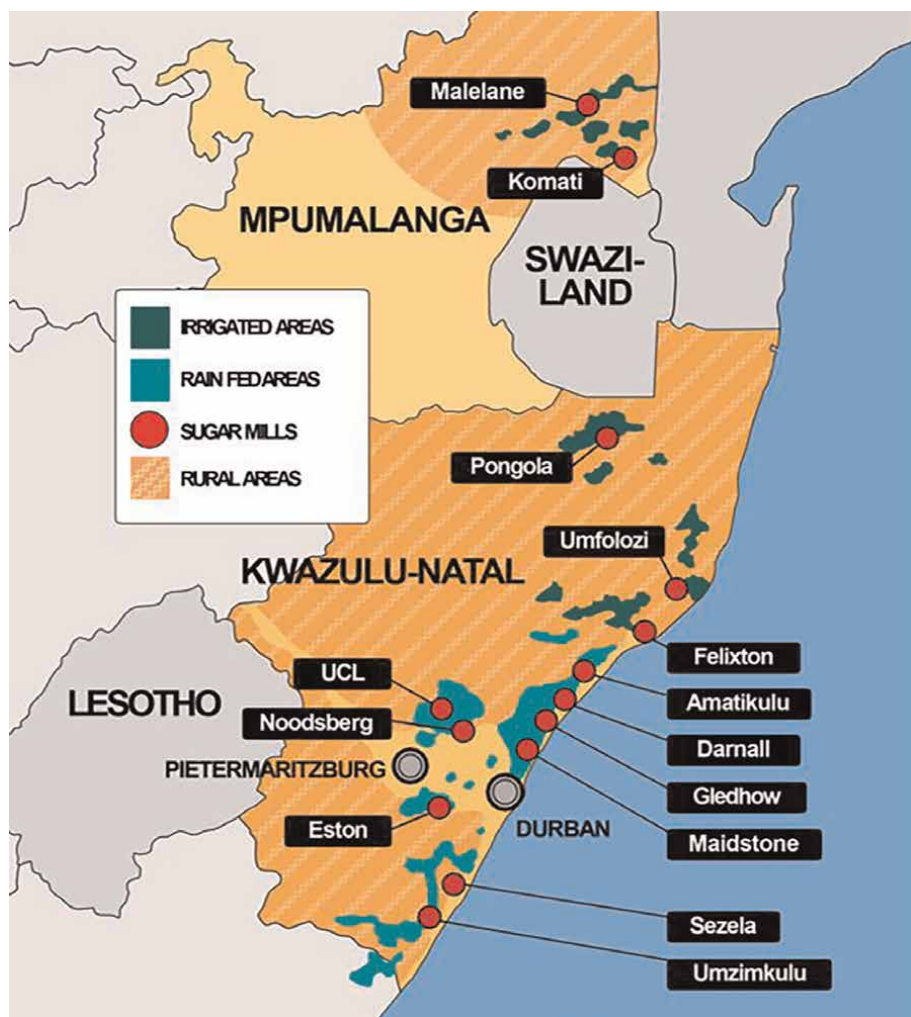 Malelane
Komati
MPUMALANGA
SWAZI-
LAND
IRRIGATED AREAS
RAIN FED AREAS
SUGAR MILLS
RURAL AREAS
Pongola
Umfolozi
KWAZULU-NATAL
Felixton
UCL
Amatikulu
LESOTHO
Noodsberg
Darnall
PIETERMARITZBURG
Gledhow
Eston
DURBAN
Maidstone
Sezela
Umzimkulu